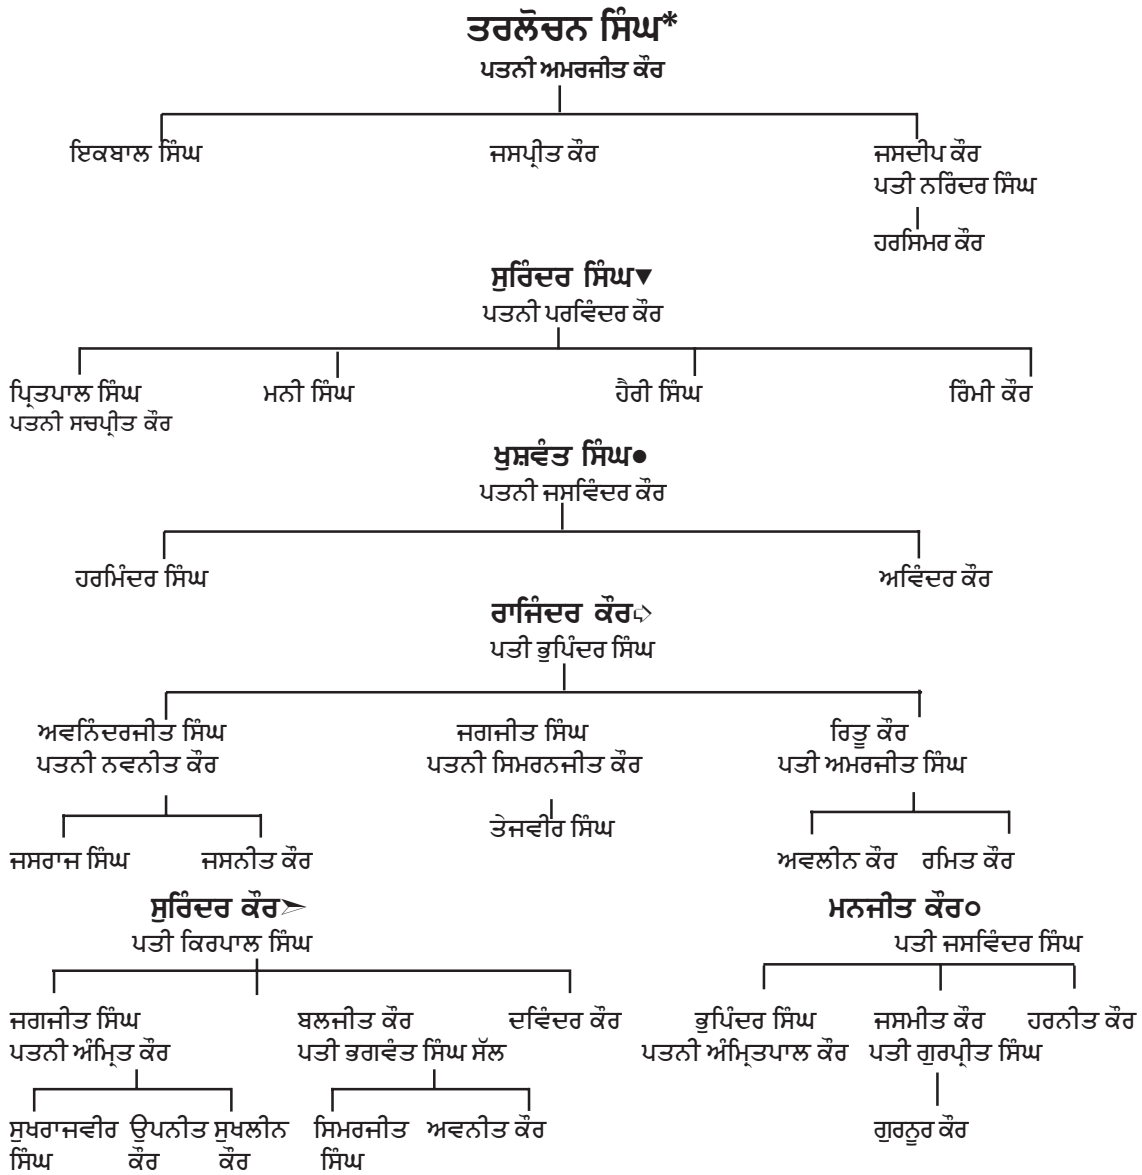 ਤਰਲੋਚਨ ਸਿੰਘ*
ਪਤਨੀ ਅਮਰਜੀਤ ਕੌਰ
ਇਕਬਾਲ ਸਿੰਘ ਜਸਪ੍ਰੀਤ ਕੌਰ ਜਸਦੀਪ ਕੌਰ
ਪਤੀ ਨਰਿੰਦਰ ਸਿੰਘ
ਹਰਸਿਮਰ ਕੌਰ
ਸੁਰਿੰਦਰ ਸਿੰਘ▼
ਪਤਨੀ ਪਰਵਿੰਦਰ ਕੌਰ
ਪ੍ਰਿਤਪਾਲ ਸਿੰਘ ਮਨੀ ਸਿੰਘ ਹੈਰੀ ਸਿੰਘ ਰਿੰਮੀ ਕੌਰ
ਪਤਨੀ ਸਚਪ੍ਰੀਤ ਕੌਰ
ਖੁਸ਼ਵੰਤ ਸਿੰਘ●
ਪਤਨੀ ਜਸਵਿੰਦਰ ਕੌਰ
ਹਰਮਿੰਦਰ ਸਿੰਘ ਅਵਿੰਦਰ ਕੌਰ
ਰਾਜਿੰਦਰ ਕੌਰ➪
ਪਤੀ ਭੁਪਿੰਦਰ ਸਿੰਘ
ਅਵਨਿੰਦਰਜੀਤ ਸਿੰਘ ਜਗਜੀਤ ਸਿੰਘ ਰਿਤੂ ਕੌਰ
ਪਤਨੀ ਨਵਨੀਤ ਕੌਰ ਪਤਨੀ ਸਿਮਰਨਜੀਤ ਕੌਰ ਪਤੀ ਅਮਰਜੀਤ ਸਿੰਘ
ਤੇਜਵੀਰ ਸਿੰਘ
ਜਸਰਾਜ ਸਿੰਘ ਜਸਨੀਤ ਕੌਰ ਅਵਲੀਨ ਕੌਰ ਰਮਿਤ ਕੌਰ
ਸੁਰਿੰਦਰ ਕੌਰ➣ ਮਨਜੀਤ ਕੌਰ○
ਪਤੀ ਕਿਰਪਾਲ ਸਿੰਘ ਪਤੀ ਜਸਵਿੰਦਰ ਸਿੰਘ
ਜਗਜੀਤ ਸਿੰਘ ਬਲਜੀਤ ਕੌਰ ਦਵਿੰਦਰ ਕੌਰ ਭੁਪਿੰਦਰ ਸਿੰਘ ਜਸਮੀਤ ਕੌਰ ਹਰਨੀਤ ਕੌਰ
ਪਤਨੀ ਅੰਮ੍ਰਿਤ ਕੌਰ ਪਤੀ ਭਗਵੰਤ ਸਿੰਘ ਸੱਲ ਪਤਨੀ ਅੰਮ੍ਰਿਤਪਾਲ ਕੌਰ ਪਤੀ ਗੁਰਪ੍ਰੀਤ ਸਿੰਘ
ਸੁਖਰਾਜਵੀਰ ਉਪਨੀਤ ਸੁਖਲੀਨ ਸਿਮਰਜੀਤ ਅਵਨੀਤ ਕੌਰ ਗੁਰਨੂਰ ਕੌਰ
ਸਿੰਘ ਕੌਰ ਕੌਰ ਸਿੰਘ